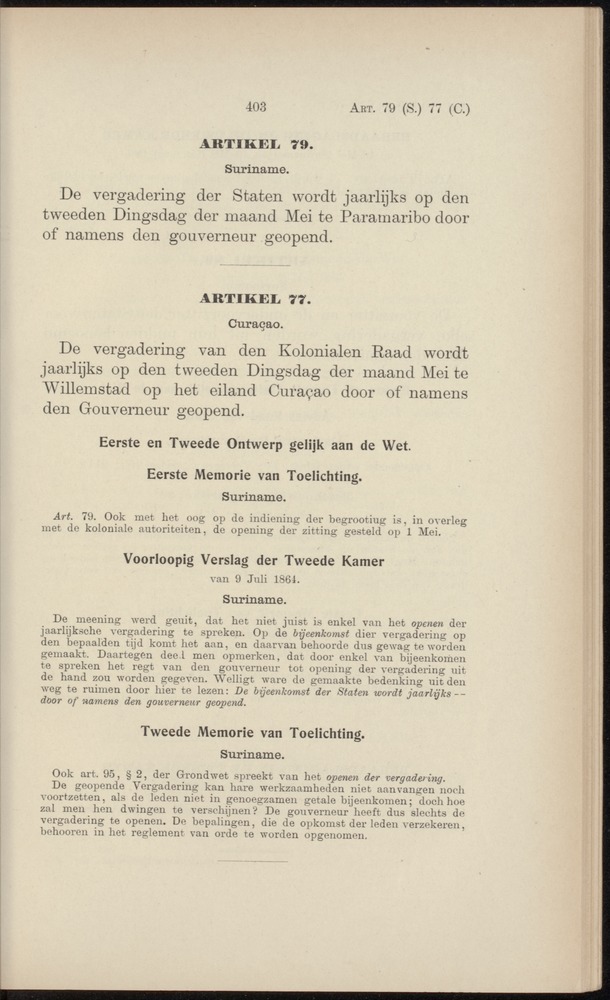 403 ART. 79 (S.) 77 (C.)
ARTIKEL 79.
Suriname.
De vergadering der Staten wordt jaarlijks op den
tweeden Dingsdag der maand Mei te Paramaribo door
of namens den gouverneur geopend.
ARTIKEL 77.
Curaçao.
De vergadering van den Kolonialen Raad wordt
jaarlijks op den tweeden Dingsdag der maand Mei te
Willemstad op het eiland Curaçao door of namens
den Gouverneur geopend.
Eerste en Tweede Ontwerp gelijk aan de Wet.
Eerste Memorie van Toelichting.
Suriname.
Art. 79. Ook met het oog op de indiening der begrooting is, in overleg
met de koloniale autoriteiten, de opening der zitting gesteld op 1 Mei.
Voorloopig Verslag der Tweede Kamer
van 9 Juli 1864.
Suriname.
De meening werd geuit, dat het niet juist is enkel van het openen der
jaarlijksche vergadering te spreken. Op de bijeenkomst dier vergadering op
den bepaalden tijd komt het aan, en daarvan behoorde dus gewag te worden
gemaakt. Daartegen deed men opmerken, dat door enkel van bijeenkomen
te spreken het regt van den gouverneur tot opening der vergadering uit
de hand zou worden gegeven. Welligt ware de gemaakte bedenking uit den
weg te ruimen door hier te lezen: De bijeenkomst der Staten wordt jaarlijks --
door of namens den gouverneur geopend.
Tweede Memorie van Toelichting.
Suriname.
Ook art. 95, § 2, der Grondwet spreekt van het openen der vergadering.
De geopende Vergadering kan hare werkzaamheden niet aanvangen noch
voortzetten, als de leden niet in genoegzamen getale bijeenkomen; doch hoe
zal men hen dwingen te verschijnen? De gouverneur heeft dus slechts de
vergadering te openen. De bepalingen, die de opkomst der leden verzekeren,
behooren in het reglement van orde te worden opgenomen.